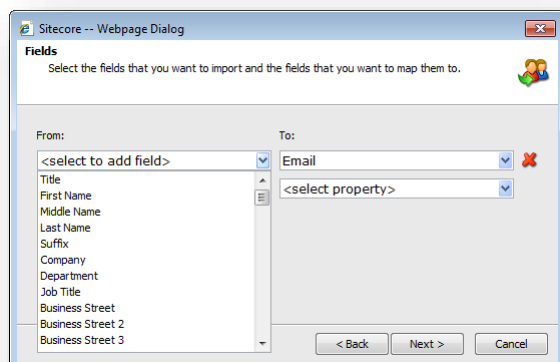 Sitecore -- Webpage Dialog
Fields
Select the fields that you want to import and the fields that you want to map them to.
From:
To:
<select to add field>
Email
Title
<select property>
First Name
Middle Name
Last Name
Suffix
Company
Department
Job Title
Business Street
Business Street 2
Business Street 3
< Back
Next >
Cancel